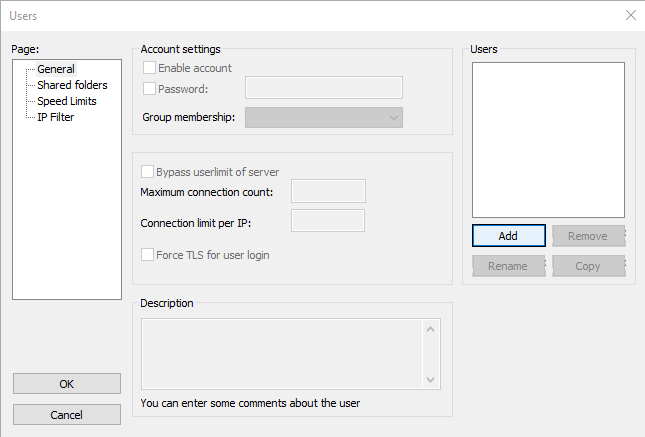 Users
Page:
General
Shared folders
Speed Limits
IP Filter
OK
Cancel
Account settings
Enable account
Password:
Group membership:
Bypass userlimit of server
Maximum connection count:
Connection limit per IP:
Force TLS for user login
Description
You can enter some comments about the user
Users
Add Remove
Rename Copy